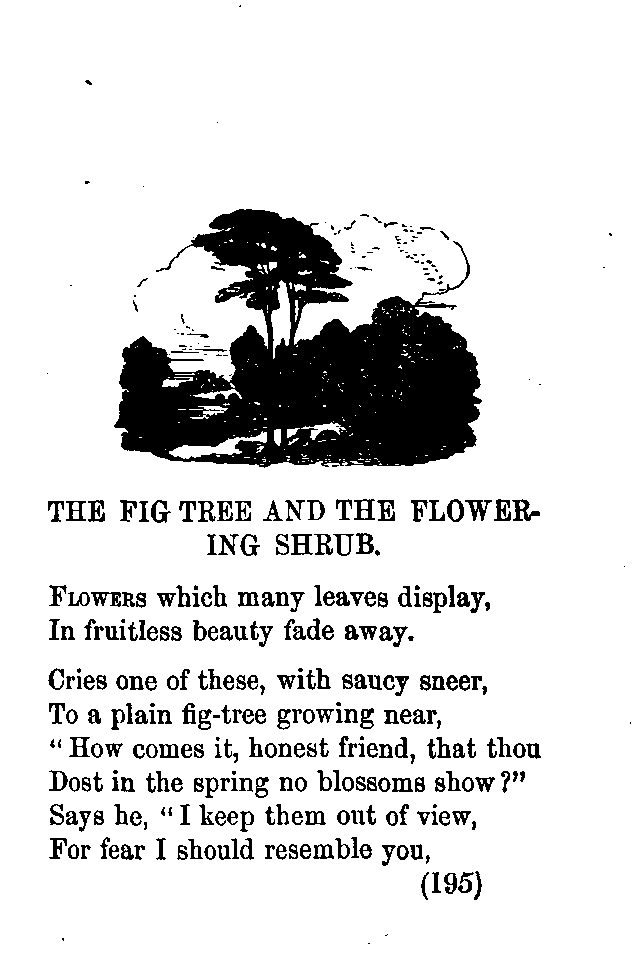 THE FIG TREE AND THE FLOWER-
ING SHRUB.
FLOWERS which many leaves display,
In fruitless beauty fade away.
Cries one of these, with saucy sneer,
To a plain fig-tree growing near,
“How comes it, honest friend, that thou
Dost in the spring no blossoms show?”
Says he, “I keep them out of view,
For fear I should resemble you,
(195)